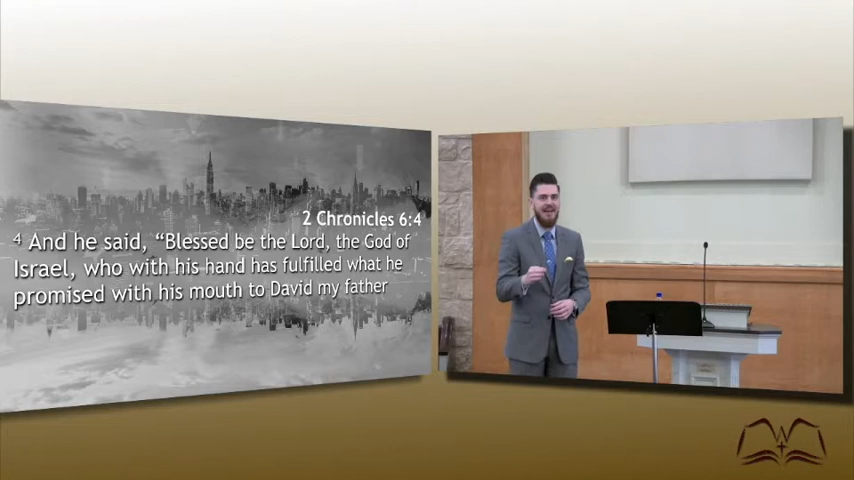 2 Chronicles 6:4
4 And he said, “Blessed be the Lord, the God of
Israel, who with his hand has fulfilled what he
promised with his mouth to David my father